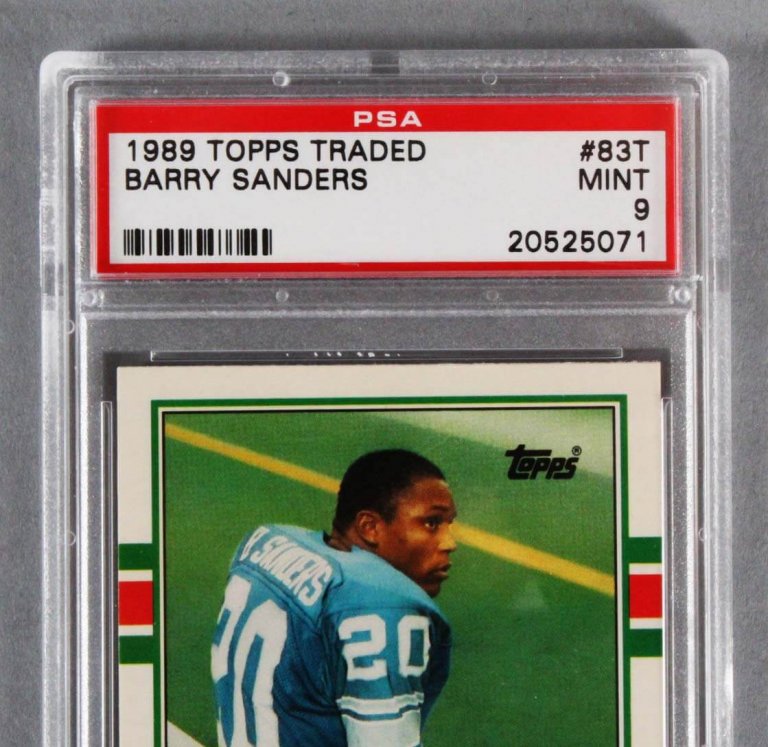 PSA
1989 TOPPS TRADED #83T
BARRY SANDERS MINT
9
20525071
Topps®
B SANDERS
20
20